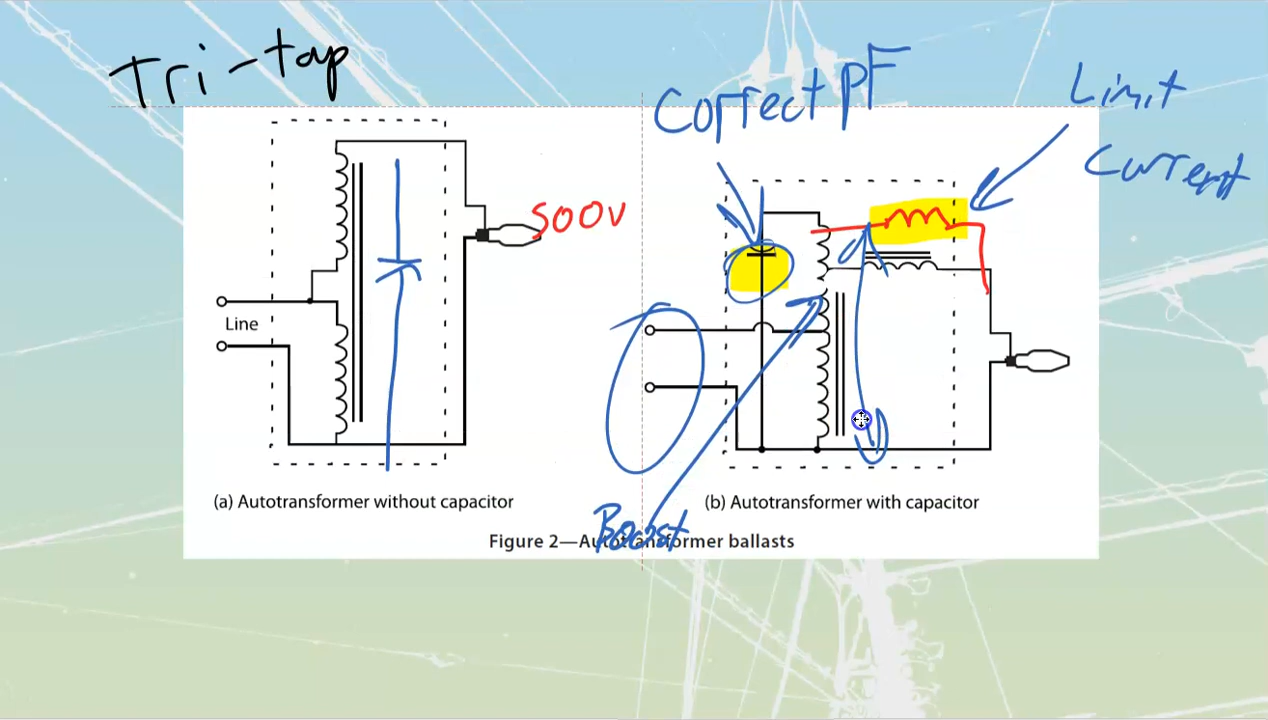 Tri-tap
Correct pF
Limit
Current
500V
Line
(a) Autotransformer without capacitor
(b) Autotransformer with capacitor
Boost
Figure 2—Autotransformer ballasts